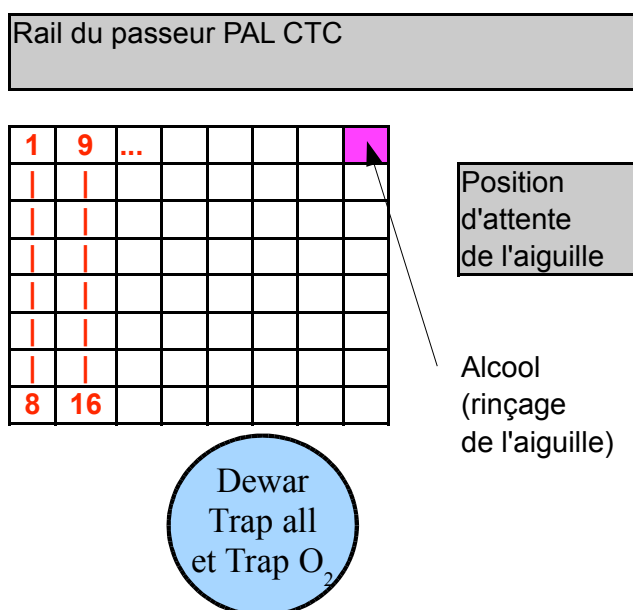 Rail du passeur PAL CTC
1 9 ...
| |
| |
| |
| |
| |
| |
8 16
Position
d'attente
de l'aiguille
Alcool
(rinçage
de l'aiguille)
Dewar
Trap all
et Trap O₂